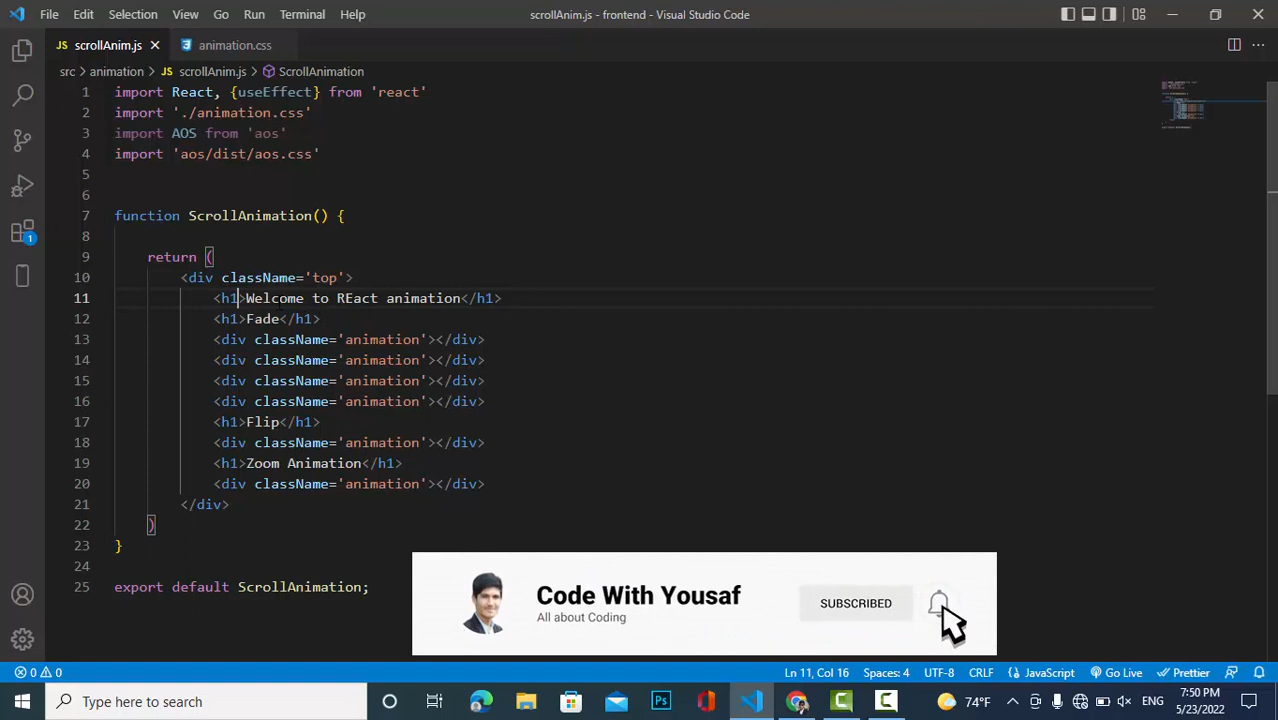 File Edit Selection View Go Run Terminal Help scrollAnim.js - frontend - Visual Studio Code
JS scrollAnim.js animation.css
src > animation > JS scrollAnim.js > ScrollAnimation
1 import React, {useEffect} from 'react'
2 import './animation.css'
3 import AOS from 'aos'
4 import 'aos/dist/aos.css'
5
6
7 function ScrollAnimation() {
8
9 return (
10 <div className='top'>
11 <h1>Welcome to REact animation</h1>
12 <h1>Fade</h1>
13 <div className='animation'></div>
14 <div className='animation'></div>
15 <div className='animation'></div>
16 <div className='animation'></div>
17 <h1>Flip</h1>
18 <div className='animation'></div>
19 <h1>Zoom Animation</h1>
20 <div className='animation'></div>
21 </div>
22 )
23 }
24
25 export default ScrollAnimation;
1
Code With Yousaf
All about Coding
SUBSCRIBED
0 0 Ln 11, Col 16 Spaces: 4 UTF-8 CRLF JavaScript Go Live Prettier
Type here to search
Ps
74°F ENG
7:50 PM
5/23/2022